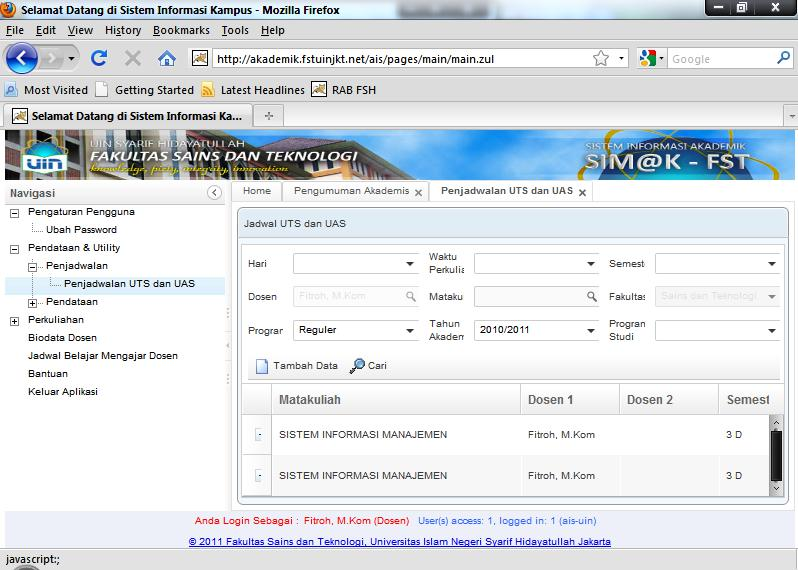 Selamat Datang di Sistem Informasi Kampus - Mozilla Firefox
File Edit View History Bookmarks Tools Help
http://akademik.fstuinjkt.net/ais/pages/main/main.zul
Google
Most Visited Getting Started Latest Headlines RAB FSH
Selamat Datang di Sistem Informasi Ka...
UIN SYARIF HIDAYATULLAH
FAKULTAS SAINS DAN TEKNOLOGI
knowledge, piety, integrity, innovation
uin
SISTEM INFORMASI AKADEMIK
SIM@K - FST
Navigasi
Pengaturan Pengguna
Ubah Password
Pendataan & Utility
Penjadwalan
Penjadwalan UTS dan UAS
Pendataan
Perkuliahan
Biodata Dosen
Jadwal Belajar Mengajar Dosen
Bantuan
Keluar Aplikasi
Home Pengumuman Akademis Penjadwalan UTS dan UAS
Jadwal UTS dan UAS
Hari Waktu Perkulia Semest
Dosen Fitroh, M.Kom Mataku Fakultas Sains dan Teknologi
Progran Reguler Tahun Akadem 2010/2011 Progran Studi
Tambah Data Cari
Matakuliah Dosen 1 Dosen 2 Semest
SISTEM INFORMASI MANAJEMEN Fitroh, M.Kom 3 D
SISTEM INFORMASI MANAJEMEN Fitroh, M.Kom 3 D
Anda Login Sebagai : Fitroh, M.Kom (Dosen) User(s) access: 1, logged in: 1 (ais-uin)
© 2011 Fakultas Sains dan Teknologi, Universitas Islam Negeri Syarif Hidayatullah Jakarta
javascript:;